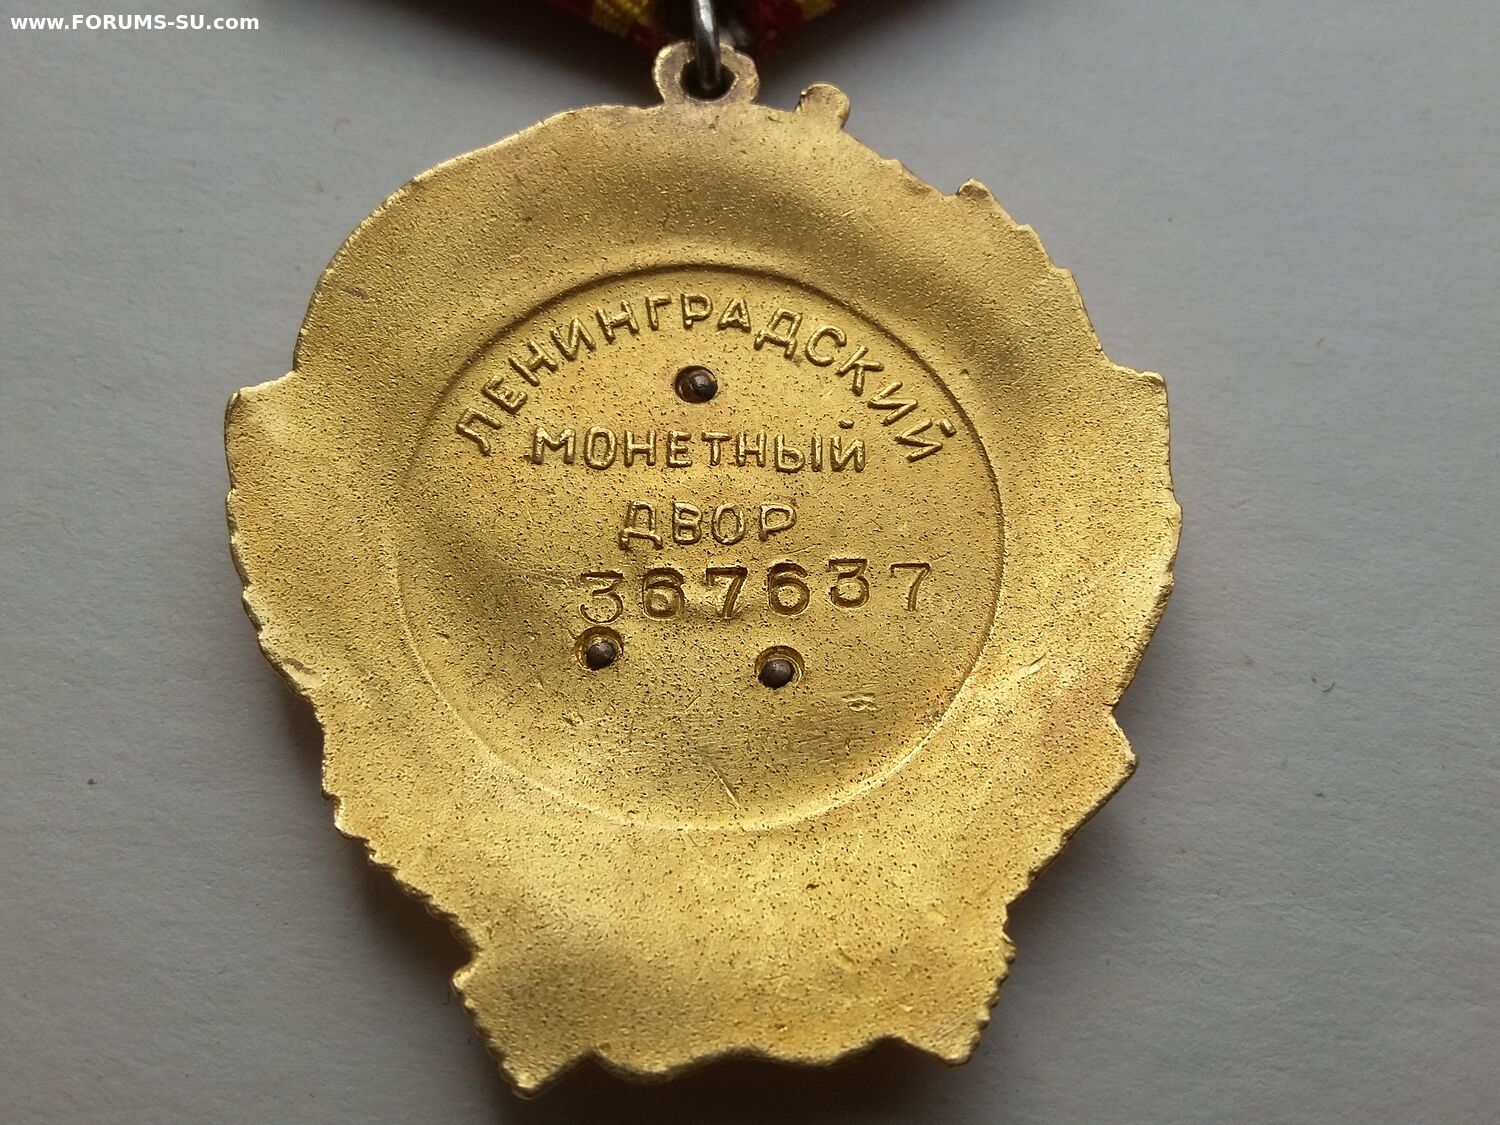 www.FORUMS-SU.com
ЛЕНИНГРАДСКИЙ
МОНЕТНЫЙ
ДВОР
367637